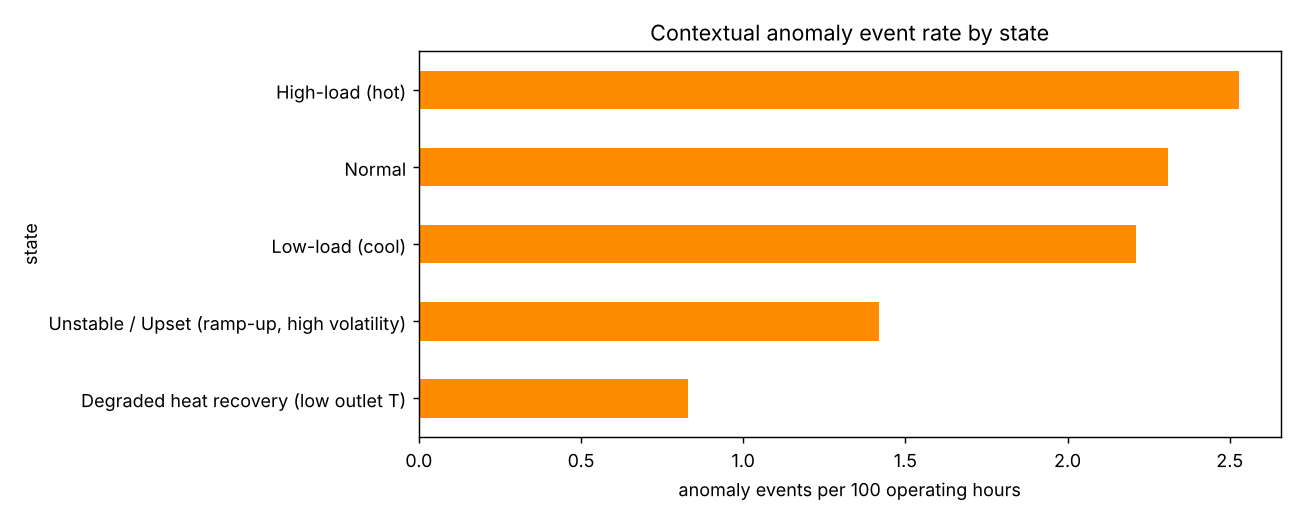 Contextual anomaly event rate by state
High-load (hot)
Normal
Low-load (cool)
Unstable / Upset (ramp-up, high volatility)
Degraded heat recovery (low outlet T)
state
0.0 0.5 1.0 1.5 2.0 2.5
anomaly events per 100 operating hours